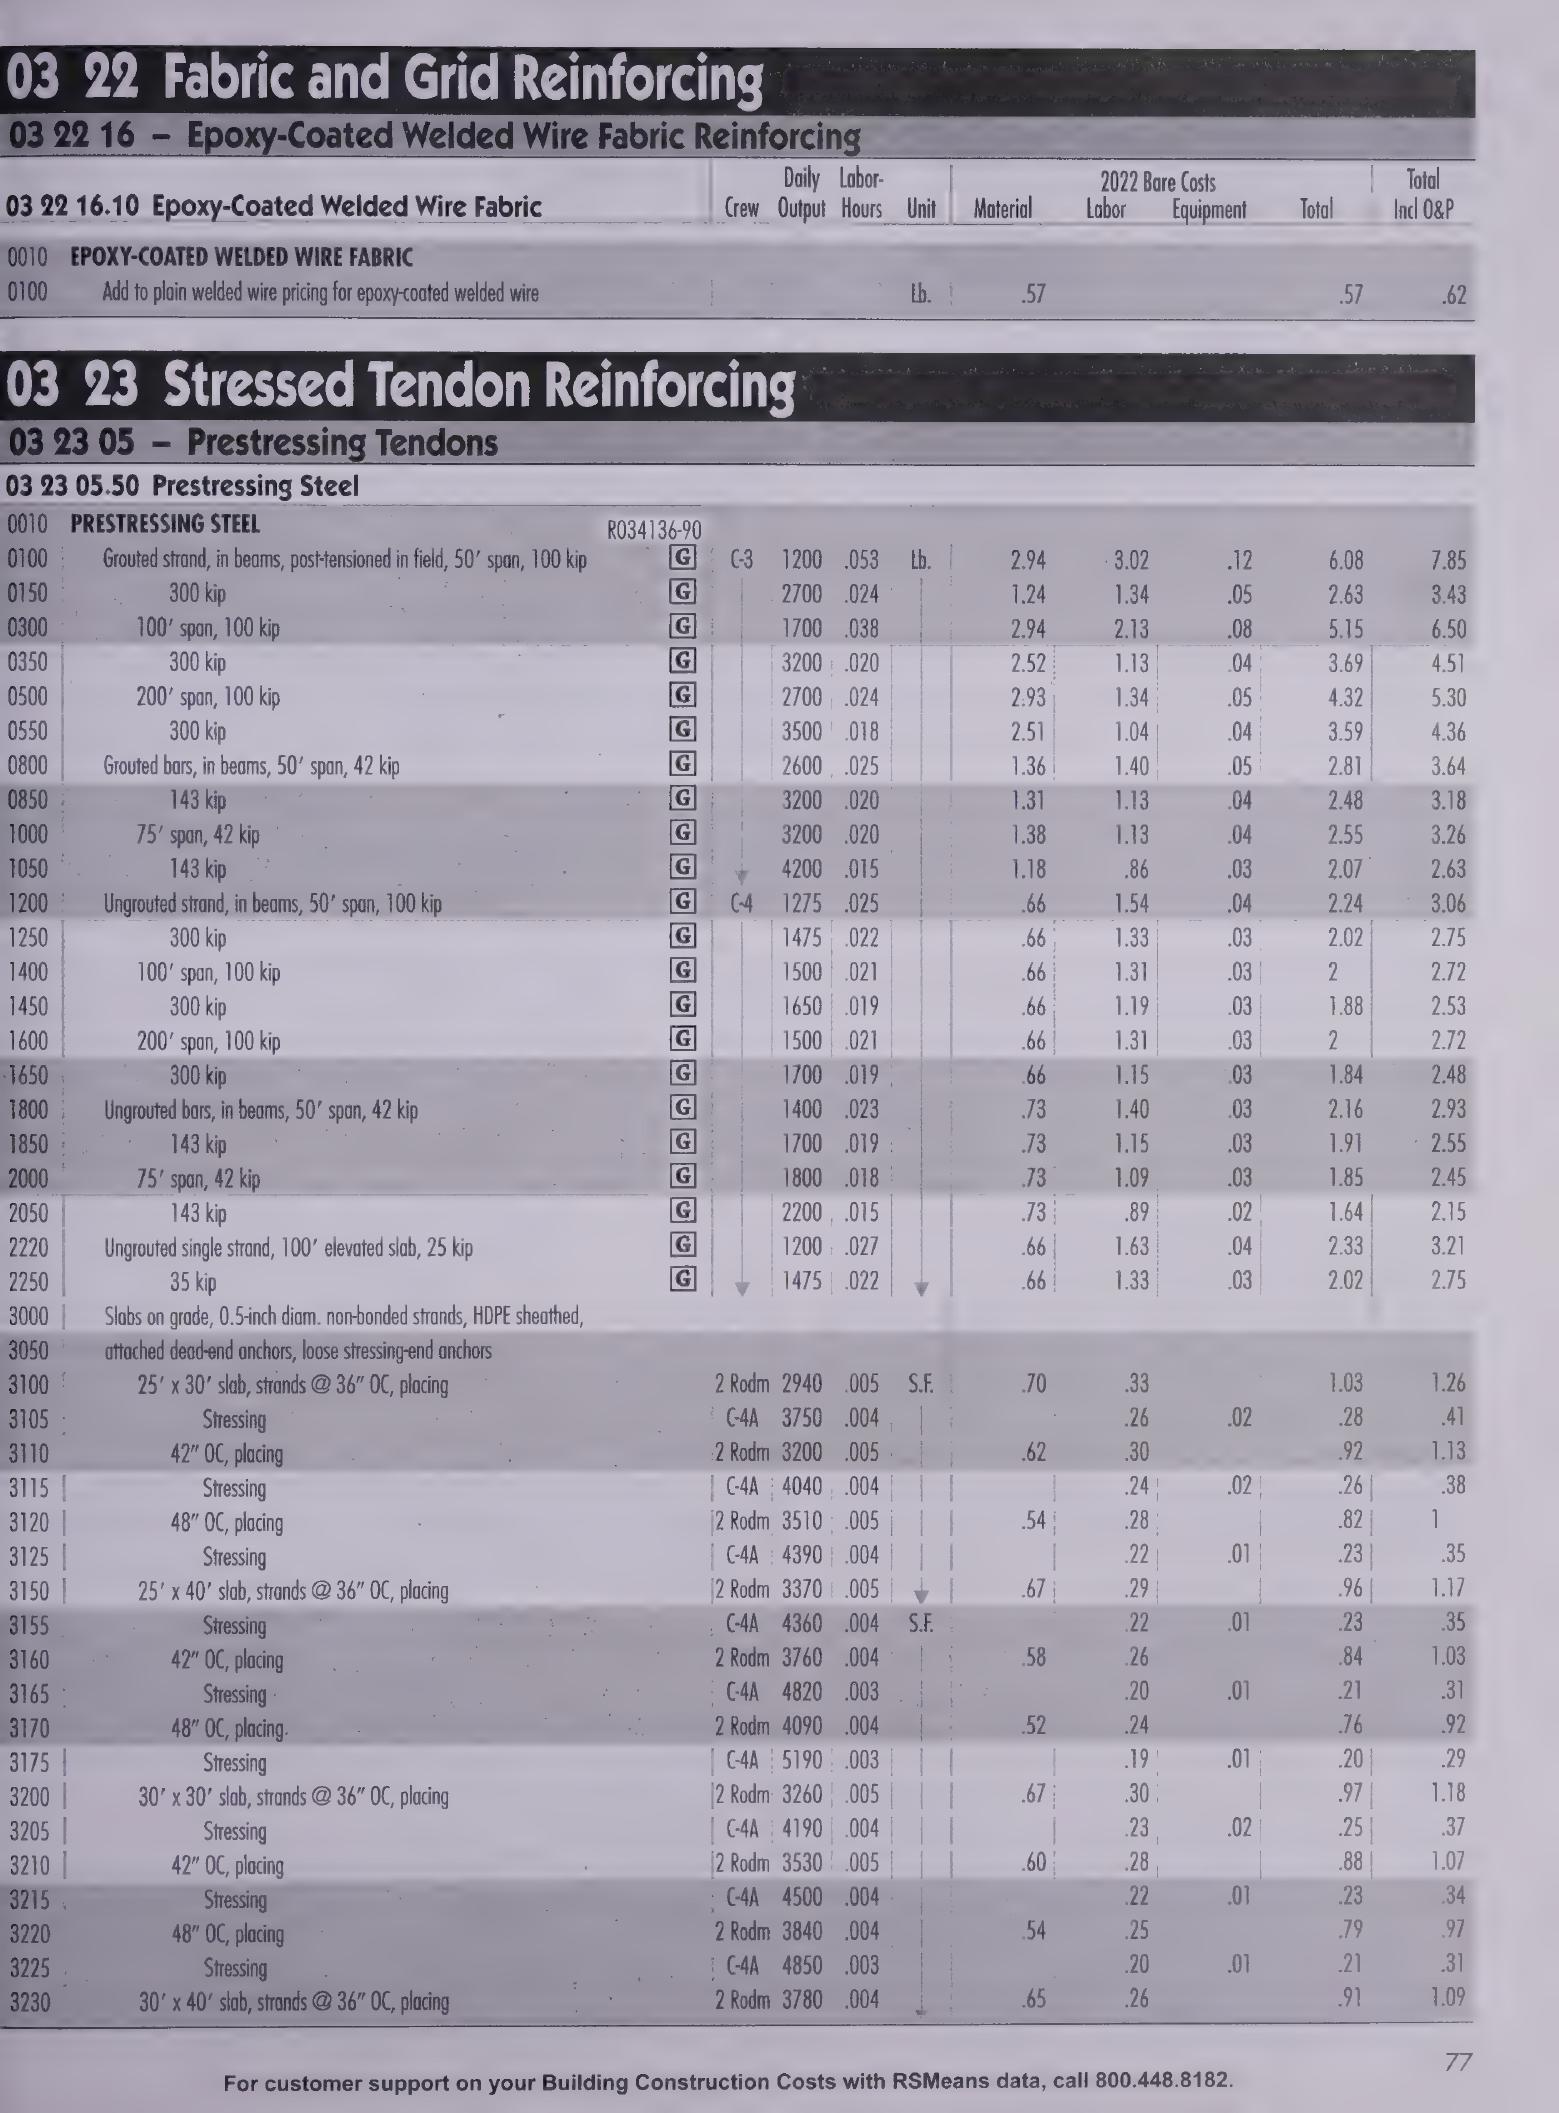 03 22 Fabric and Grid Reinforcing
03 22 16 – Epoxy-Coated Welded Wire Fabric Reinforcing
03 22 16.10 Epoxy-Coated Welded Wire Fabric Crew Daily Output Labor-Hours Unit Material 2022 Bare Costs Labor Equipment Total Total Incl O&P
0010 EPOXY-COATED WELDED WIRE FABRIC
0100 Add to plain welded wire pricing for epoxy-coated welded wire Lb. .57 .57 .62
03 23 Stressed Tendon Reinforcing
03 23 05 – Prestressing Tendons
03 23 05.50 Prestressing Steel
0010 PRESTRESSING STEEL R034136-90
0100 Grouted strand, in beams, post-tensioned in field, 50' span, 100 kip G C-3 1200 .053 Lb. 2.94 3.02 .12 6.08 7.85
0150 300 kip G 2700 .024 1.24 1.34 .05 2.63 3.43
0300 100' span, 100 kip G 1700 .038 2.94 2.13 .08 5.15 6.50
0350 300 kip G 3200 .020 2.52 1.13 .04 3.69 4.51
0500 200' span, 100 kip G 2700 .024 2.93 1.34 .05 4.32 5.30
0550 300 kip G 3500 .018 2.51 1.04 .04 3.59 4.36
0800 Grouted bars, in beams, 50' span, 42 kip G 2600 .025 1.36 1.40 .05 2.81 3.64
0850 143 kip G 3200 .020 1.31 1.13 .04 2.48 3.18
1000 75' span, 42 kip G 3200 .020 1.38 1.13 .04 2.55 3.26
1050 143 kip G 4200 .015 1.18 .86 .03 2.07 2.63
1200 Ungrouted strand, in beams, 50' span, 100 kip G C-4 1275 .025 .66 1.54 .04 2.24 3.06
1250 300 kip G 1475 .022 .66 1.33 .03 2.02 2.75
1400 100' span, 100 kip G 1500 .021 .66 1.31 .03 2 2.72
1450 300 kip G 1650 .019 .66 1.19 .03 1.88 2.53
1600 200' span, 100 kip G 1500 .021 .66 1.31 .03 2 2.72
1650 300 kip G 1700 .019 .66 1.15 .03 1.84 2.48
1800 Ungrouted bars, in beams, 50' span, 42 kip G 1400 .023 .73 1.40 .03 2.16 2.93
1850 143 kip G 1700 .019 .73 1.15 .03 1.91 2.55
2000 75' span, 42 kip G 1800 .018 .73 1.09 .03 1.85 2.45
2050 143 kip G 2200 .015 .73 .89 .02 1.64 2.15
2220 Ungrouted single strand, 100' elevated slab, 25 kip G 1200 .027 .66 1.63 .04 2.33 3.21
2250 35 kip G 1475 .022 .66 1.33 .03 2.02 2.75
3000 Slabs on grade, 0.5-inch diam. non-bonded strands, HDPE sheathed,
3050 attached dead-end anchors, loose stressing-end anchors
3100 25' x 30' slab, strands @ 36" OC, placing 2 Rodm 2940 .005 S.F. .70 .33 1.03 1.26
3105 Stressing C-4A 3750 .004 .26 .02 .28 .41
3110 42" OC, placing 2 Rodm 3200 .005 .62 .30 .92 1.13
3115 Stressing C-4A 4040 .004 .24 .02 .26 .38
3120 48" OC, placing 2 Rodm 3510 .005 .54 .28 .82 1
3125 Stressing C-4A 4390 .004 .22 .01 .23 .35
3150 25' x 40' slab, strands @ 36" OC, placing 2 Rodm 3370 .005 .67 .29 .96 1.17
3155 Stressing C-4A 4360 .004 S.F. .22 .01 .23 .35
3160 42" OC, placing 2 Rodm 3760 .004 .58 .26 .84 1.03
3165 Stressing C-4A 4820 .003 .20 .01 .21 .31
3170 48" OC, placing 2 Rodm 4090 .004 .52 .24 .76 .92
3175 Stressing C-4A 5190 .003 .19 .01 .20 .29
3200 30' x 30' slab, strands @ 36" OC, placing 2 Rodm 3260 .005 .67 .30 .97 1.18
3205 Stressing C-4A 4190 .004 .23 .02 .25 .37
3210 42" OC, placing 2 Rodm 3530 .005 .60 .28 .88 1.07
3215 Stressing C-4A 4500 .004 .22 .01 .23 .34
3220 48" OC, placing 2 Rodm 3840 .004 .54 .25 .79 .97
3225 Stressing C-4A 4850 .003 .20 .01 .21 .31
3230 30' x 40' slab, strands @ 36" OC, placing 2 Rodm 3780 .004 .65 .26 .91 1.09
77
For customer support on your Building Construction Costs with RSMeans data, call 800.448.8182.